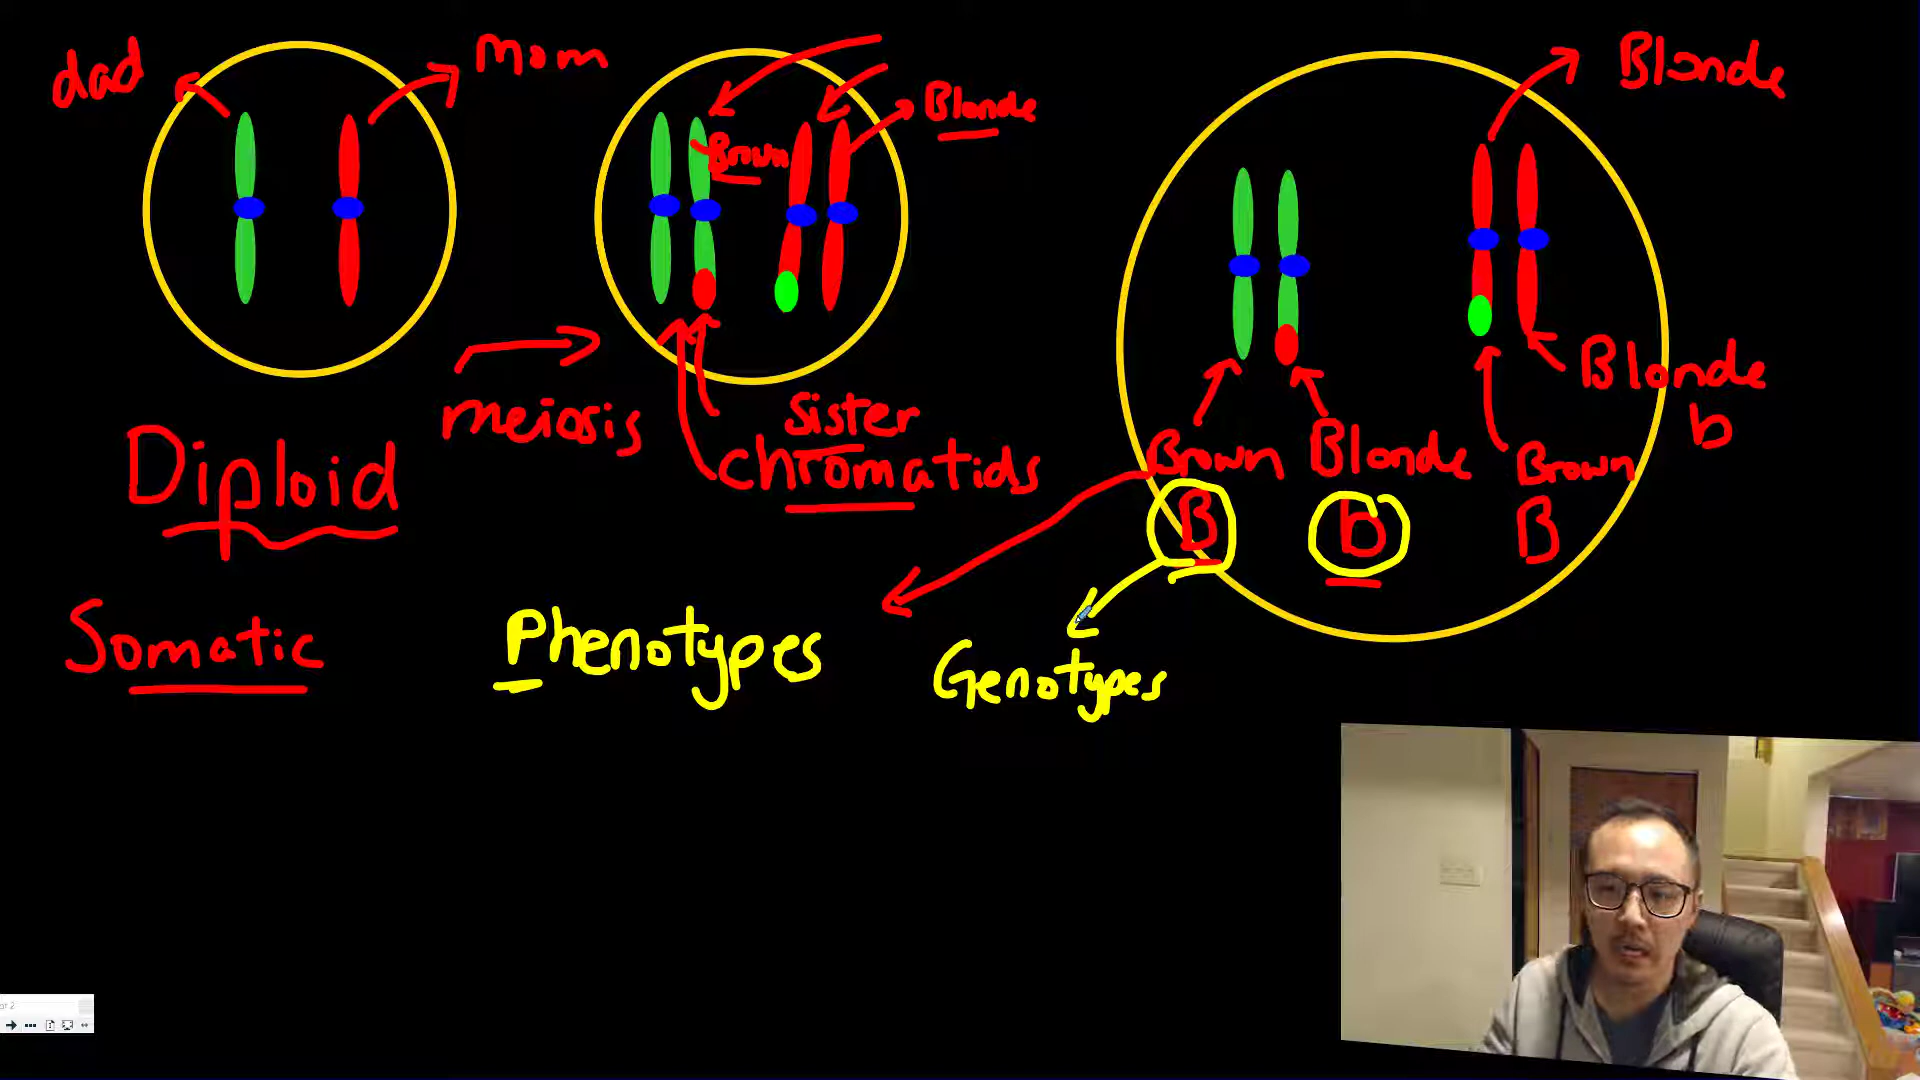 dad
Mom
Blonde
Brown
Blonde
meiosis
Sister
chromatids
Diploid
Somatic
Phenotypes
Genotypes
Brown
B
Blonde
b
Brown
B
Blonde
b